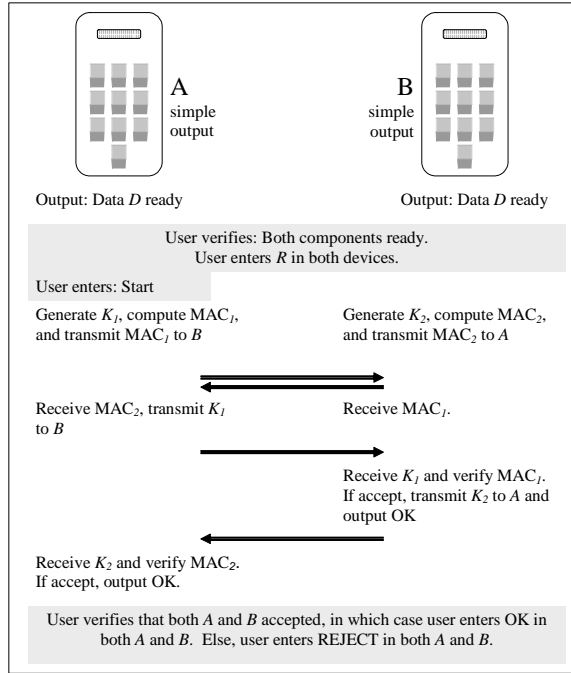 A
simple
output
B
simple
output
Output: Data D ready
Output: Data D ready
User verifies: Both components ready.
User enters R in both devices.
User enters: Start
Generate K₁, compute MAC₁,
and transmit MAC₁ to B
Generate K₂, compute MAC₂,
and transmit MAC₂ to A
Receive MAC₂, transmit K₁
to B
Receive MAC₁.
Receive K₁ and verify MAC₁.
If accept, transmit K₂ to A and
output OK
Receive K₂ and verify MAC₂.
If accept, output OK.
User verifies that both A and B accepted, in which case user enters OK in
both A and B. Else, user enters REJECT in both A and B.